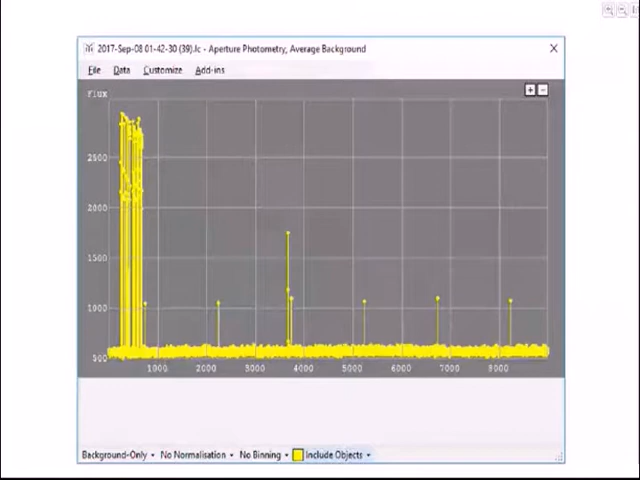 2017-Sep-08 01-42-30 (39).lc - Aperture Photometry, Average Background
File Data Customize Add-ins
Flux
2500
2000
1500
1000
500
1000 2000 3000 4000 5000 6000 7000 8000
Background-Only No Normalisation No Binning Include Objects